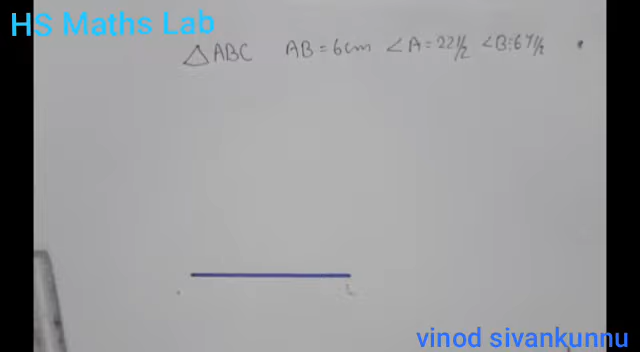 HS Maths Lab
△ABC AB = 6cm ∠A = 22½ ∠B = 67½
vinod sivankunnu